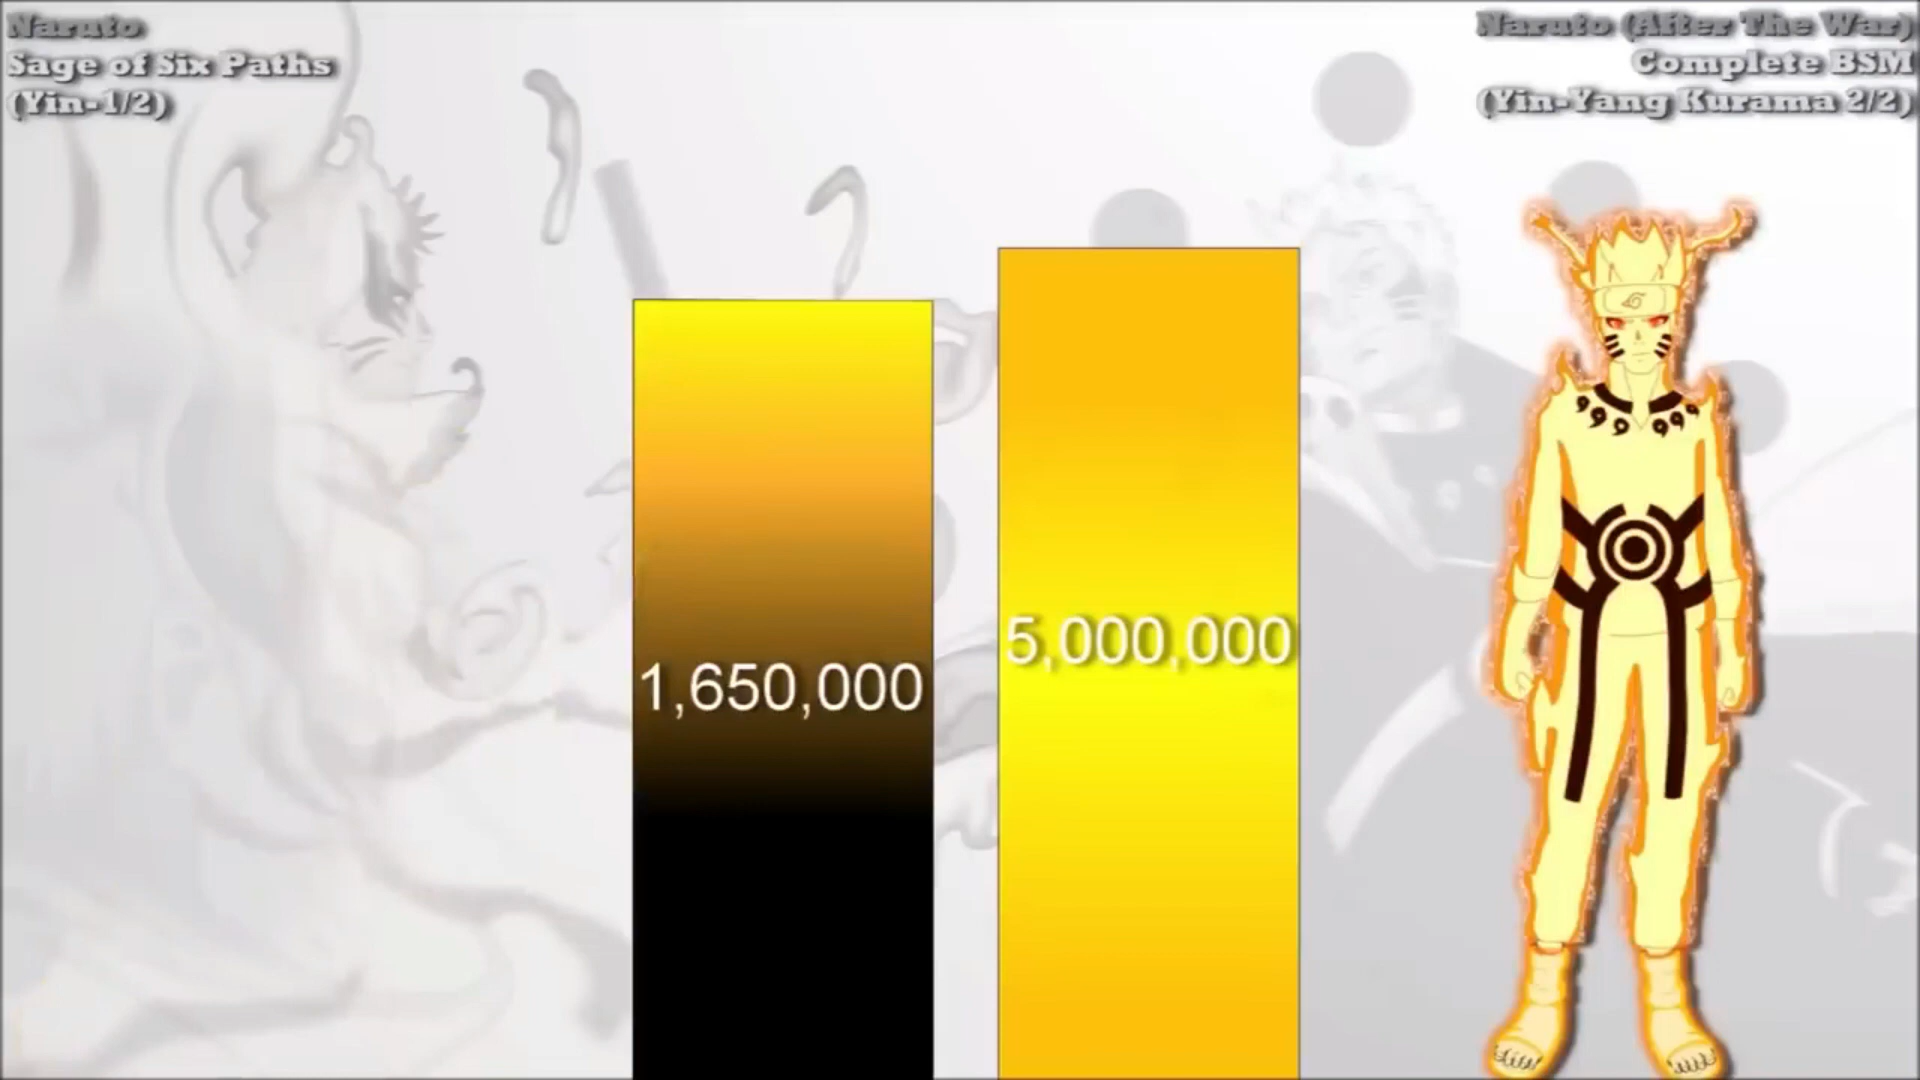 Naruto
Sage of Six Paths
(Yin-1/2)
Naruto (After The War)
Complete BSM
(Yin-Yang Kurama 2/2)
1,650,000
5,000,000